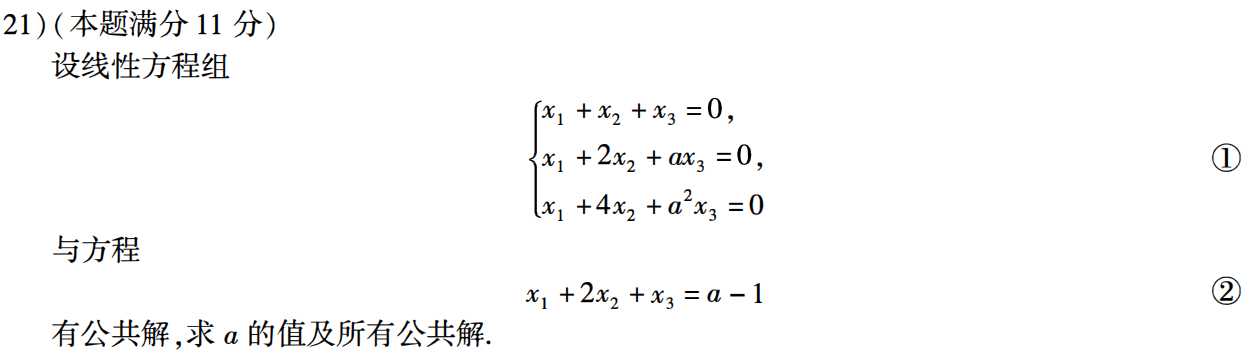 21)(本题满分 11 分)
设线性方程组
x₁ + x₂ + x₃ = 0,
x₁ + 2x₂ + ax₃ = 0, ①
x₁ + 4x₂ + a²x₃ = 0
与方程
x₁ + 2x₂ + x₃ = a − 1 ②
有公共解,求 a 的值及所有公共解.